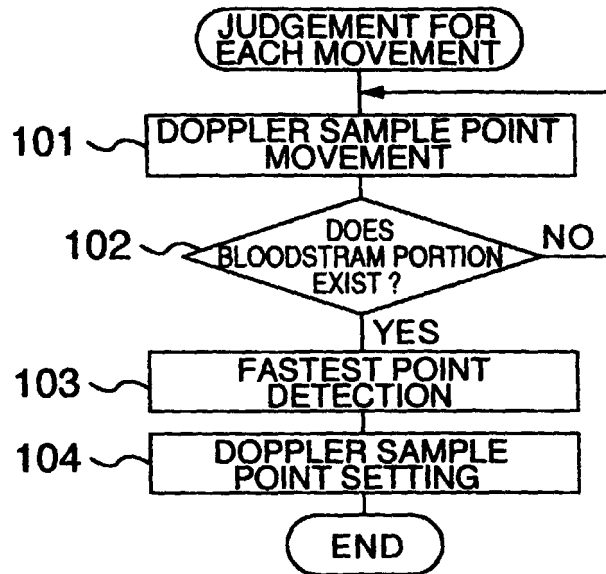 JUDGEMENT FOR
EACH MOVEMENT
101
DOPPLER SAMPLE POINT
MOVEMENT
102
DOES
BLOODSTRAM PORTION
EXIST ?
NO
YES
103
FASTEST POINT
DETECTION
104
DOPPLER SAMPLE
POINT SETTING
END